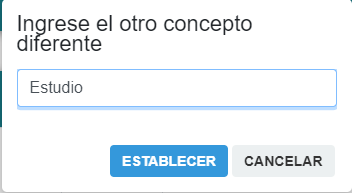 Ingrese el otro concepto
diferente
Estudio
ESTABLECER CANCELAR